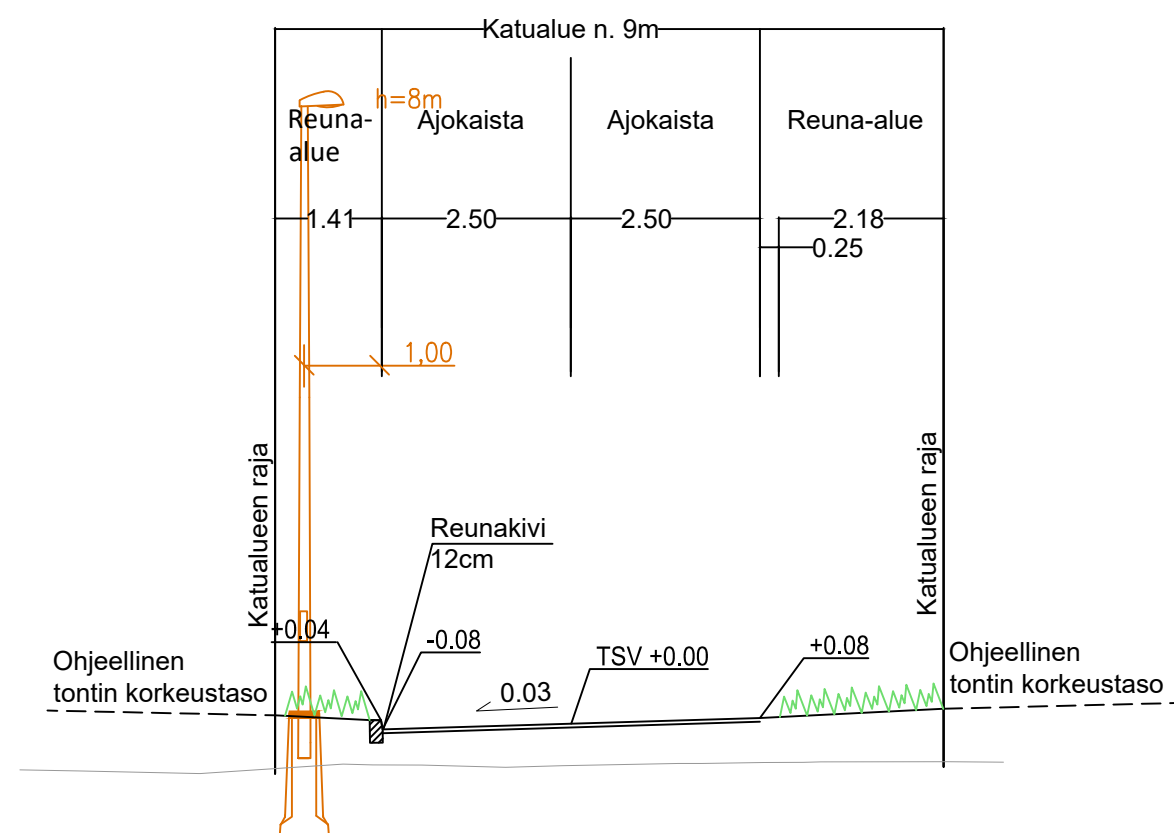 Katualue n. 9m
h=8m
Reuna-
alue
Ajokaista
Ajokaista
Reuna-alue
1.41
2.50
2.50
2.18
0.25
1,00
Katualueen raja
Katualueen raja
Reunakivi
12cm
+0.04
-0.08
TSV +0.00
+0.08
0.03
Ohjeellinen
tontin korkeustaso
Ohjeellinen
tontin korkeustaso